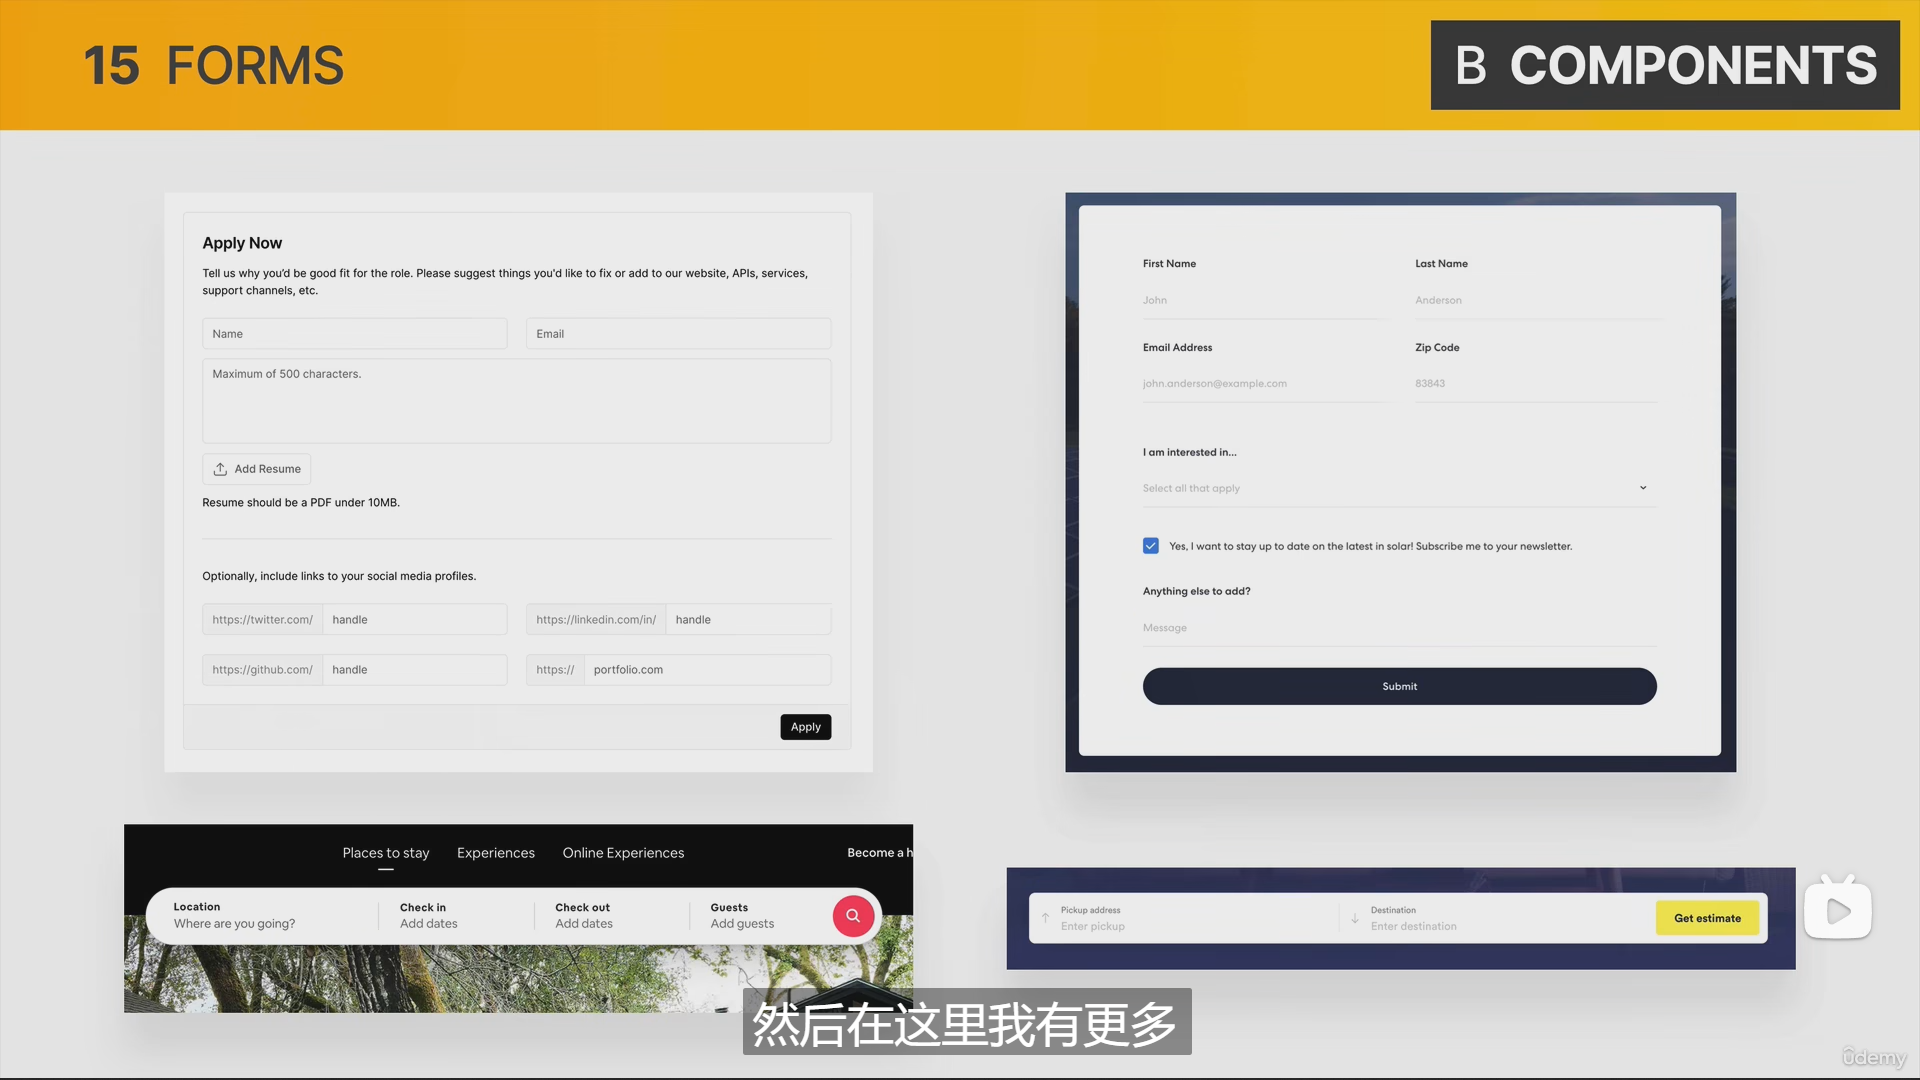 15 FORMS
B COMPONENTS
Apply Now
Tell us why you'd be good fit for the role. Please suggest things you'd like to fix or add to our website, APIs, services,
support channels, etc.
Name
Email
Maximum of 500 characters.
Add Resume
Resume should be a PDF under 10MB.
Optionally, include links to your social media profiles.
https://twitter.com/ handle
https://linkedin.com/in/ handle
https://github.com/ handle
https:// portfolio.com
Apply
First Name
Last Name
John
Anderson
Email Address
Zip Code
john.anderson@example.com
83843
I am interested in...
Select all that apply
Yes, I want to stay up to date on the latest in solar! Subscribe me to your newsletter.
Anything else to add?
Message
Submit
Places to stay
Experiences
Online Experiences
Become a h
Location
Check in
Check out
Guests
Where are you going?
Add dates
Add dates
Add guests
Pickup address
Destination
Enter pickup
Enter destination
Get estimate
然后在这里我有更多
ûdemy